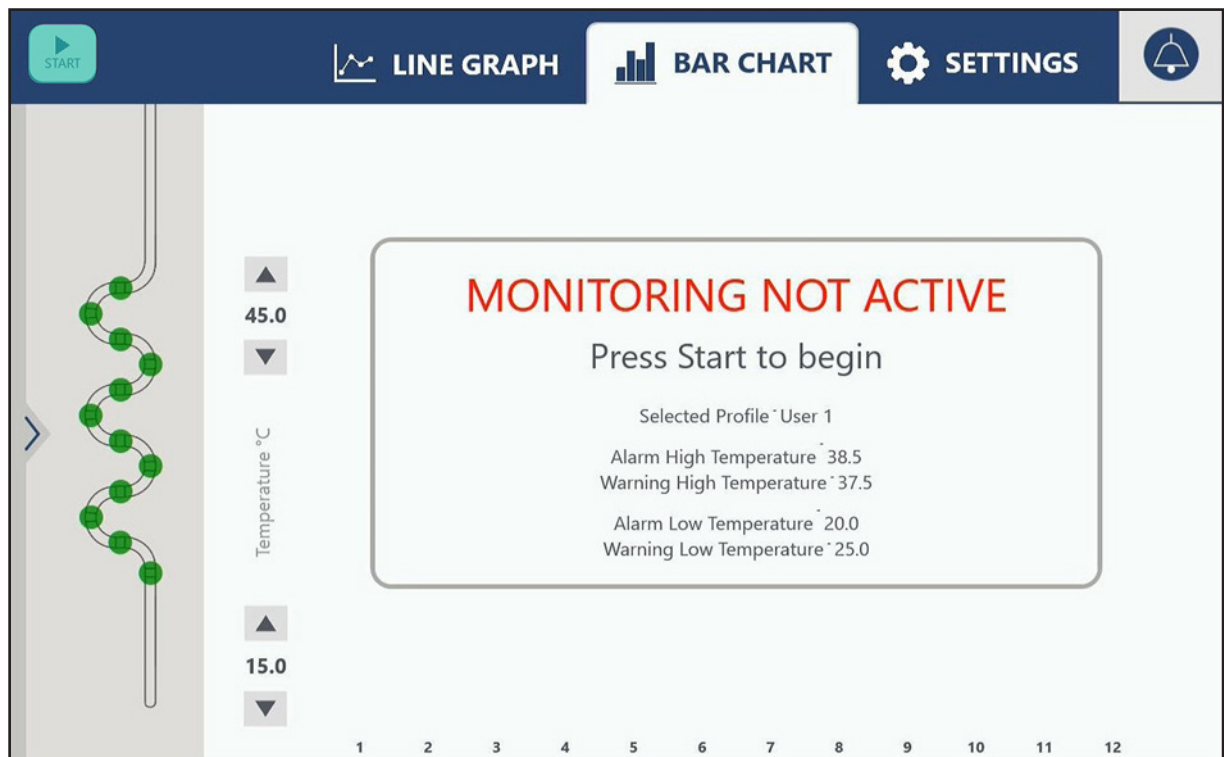 START
LINE GRAPH
BAR CHART
SETTINGS
45.0
Temperature °C
15.0
MONITORING NOT ACTIVE
Press Start to begin
Selected Profile - User 1
Alarm High Temperature - 38.5
Warning High Temperature - 37.5
Alarm Low Temperature - 20.0
Warning Low Temperature - 25.0
1 2 3 4 5 6 7 8 9 10 11 12